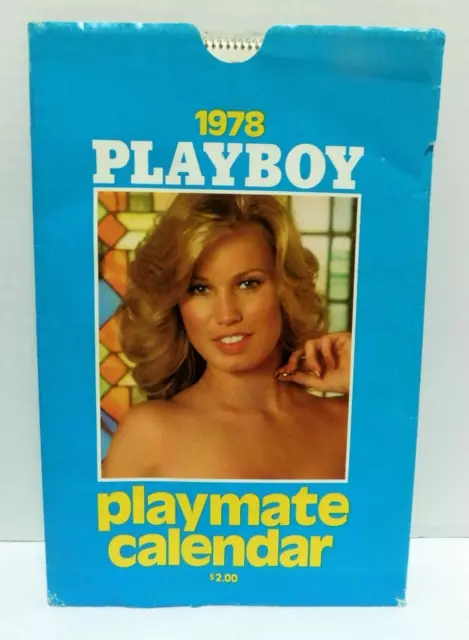 1978
PLAYBOY
playmate
calendar
$2.00